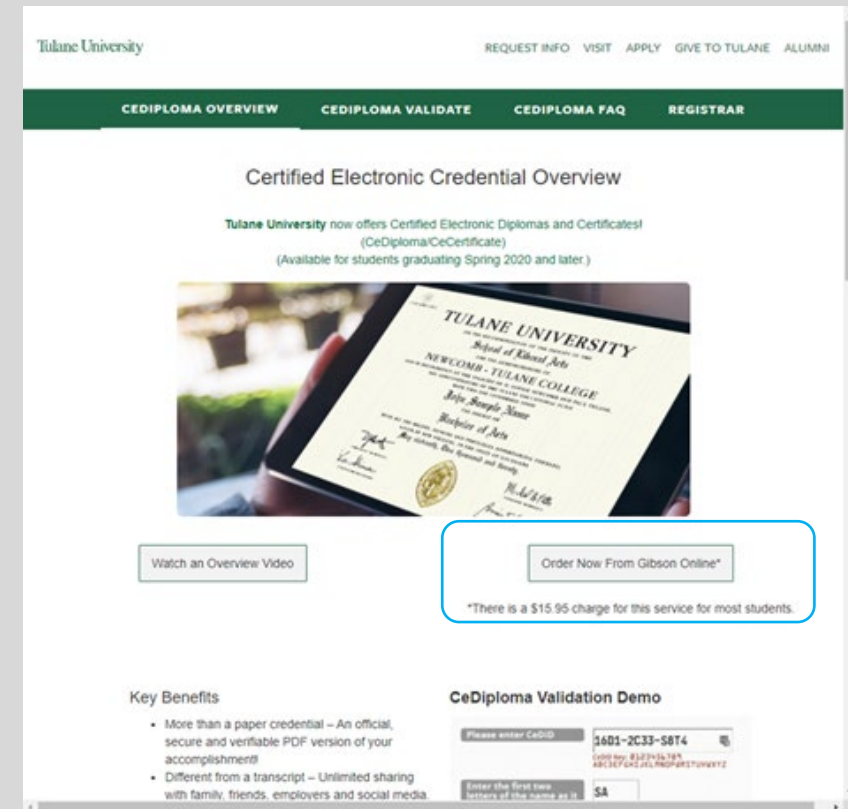 Tulane University
REQUEST INFO VISIT APPLY GIVE TO TULANE ALUMNI
CEDIPLOMA OVERVIEW CEDIPLOMA VALIDATE CEDIPLOMA FAQ REGISTRAR
Certified Electronic Credential Overview
Tulane University now offers Certified Electronic Diplomas and Certificates!
(CeDiploma/CeCertificate)
(Available for students graduating Spring 2020 and later.)
TULANE UNIVERSITY
School of Liberal Arts
NEWCOMB - TULANE COLLEGE
John Sample Name
Bachelor of Arts
Watch an Overview Video
Order Now From Gibson Online*
*There is a $15.95 charge for this service for most students.
Key Benefits
• More than a paper credential – An official,
secure and verifiable PDF version of your
accomplishment!
• Different from a transcript – Unlimited sharing
with family, friends, employers and social media.
CeDiploma Validation Demo
Please enter CeDiD
16D1-2C33-S8T4
Enter the first two
letters of the name as it
SA